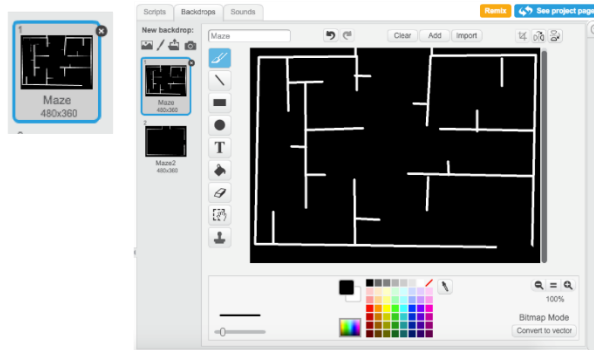 1
Maze
480x360
Scripts
Backdrops
Sounds
Remix
See project page
New backdrop:
Maze
Clear
Add
Import
1
Maze
480x360
2
Maze2
480x360
T
100%
Bitmap Mode
Convert to vector